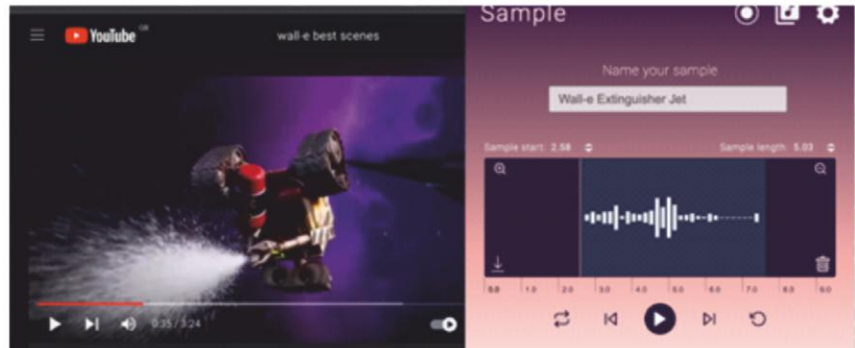 YouTube GB
wall-e best scenes
0:35 / 3:24
Sample
Name your sample
Wall-e Extinguisher Jet
Sample start: 2.58
Sample length: 5.03
1.0 2.0 3.0 4.0 5.0 6.0 7.0 8.0 9.0